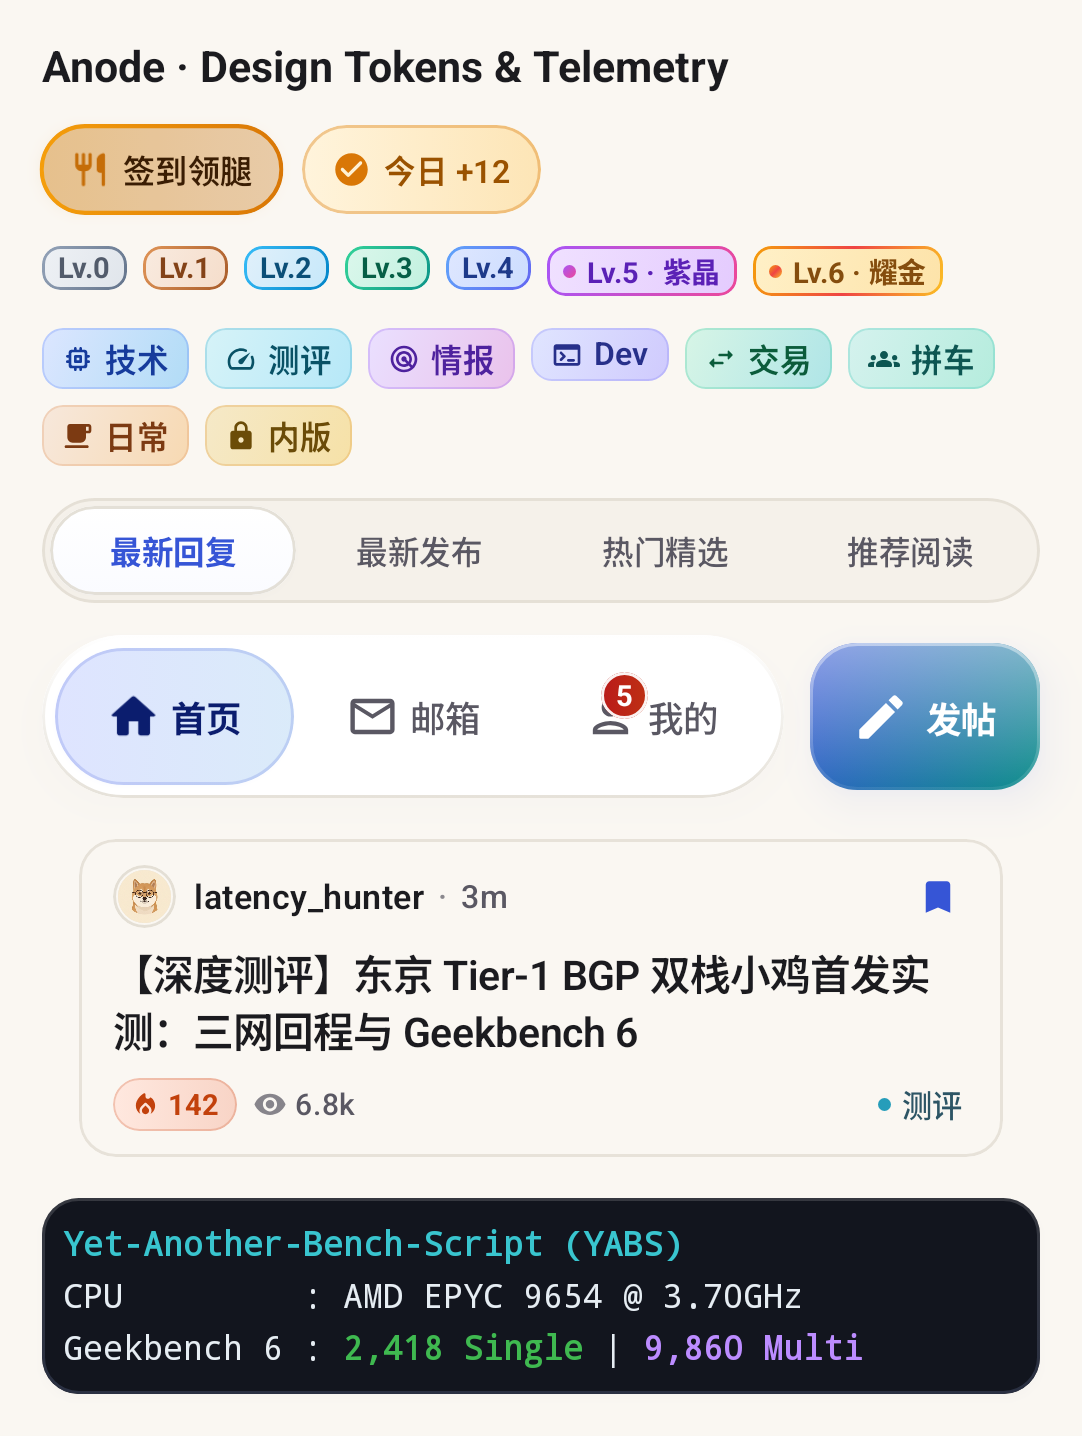 Anode · Design Tokens & Telemetry
签到领腿 今日 +12
Lv.0 Lv.1 Lv.2 Lv.3 Lv.4 Lv.5 · 紫晶 Lv.6 · 耀金
技术 测评 情报 Dev 交易 拼车
日常 内版
最新回复 最新发布 热门精选 推荐阅读
首页 邮箱 5 我的 发帖
latency_hunter · 3m
【深度测评】东京 Tier-1 BGP 双栈小鸡首发实
测：三网回程与 Geekbench 6
142 6.8k 测评
Yet-Another-Bench-Script (YABS)
CPU : AMD EPYC 9654 @ 3.70GHz
Geekbench 6 : 2,418 Single | 9,860 Multi